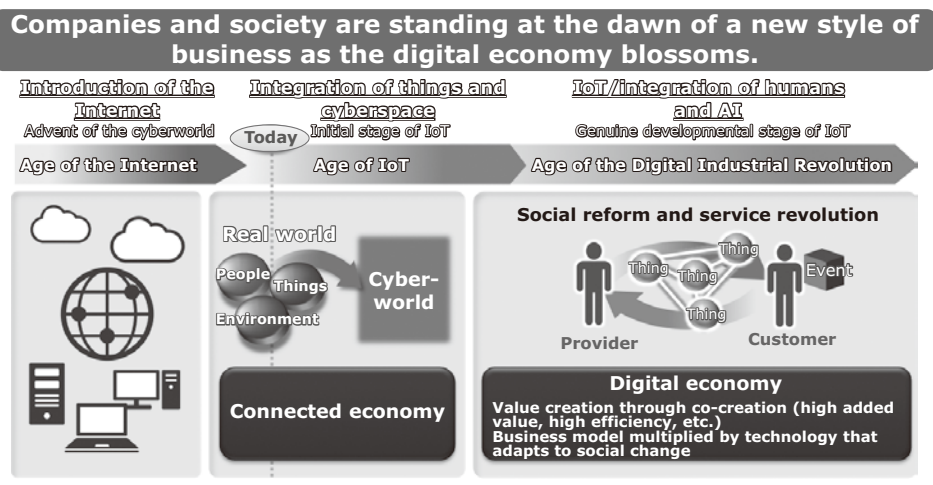 Companies and society are standing at the dawn of a new style of
business as the digital economy blossoms.
Introduction of the
Internet
Advent of the cyberworld
Integration of things and
cyberspace
Initial stage of IoT
IoT/integration of humans
and AI
Genuine developmental stage of IoT
Today
Age of the Internet
Age of IoT
Age of the Digital Industrial Revolution
Real world
People
Things
Environment
Cyber-
world
Connected economy
Social reform and service revolution
Thing
Thing
Thing
Thing
Event
Provider
Customer
Digital economy
Value creation through co-creation (high added
value, high efficiency, etc.)
Business model multiplied by technology that
adapts to social change